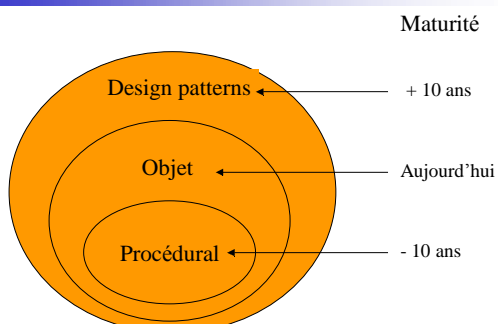 Maturité
Design patterns
+ 10 ans
Objet
Aujourd'hui
Procédural
- 10 ans